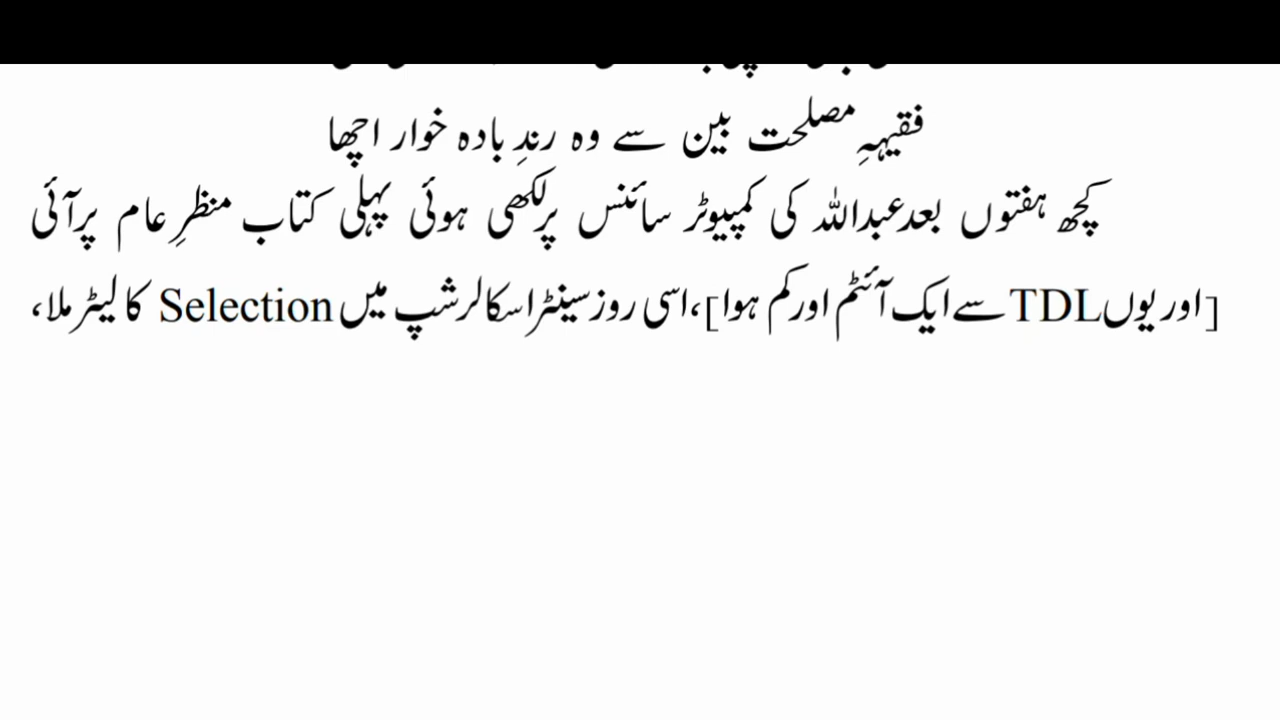 فقیہہِ مصلحت بین سے وہ رندِ بادہ خوار اچھا
کچھ ہفتوں بعد عبداللہ کی کمپیوٹر سائنس پر لکھی ہوئی پہلی کتاب منظرِ عام پر آئی
[اور یوں TDL سے ایک آئٹم اور کم ہوا]، اسی روز سینٹر اسکالر شپ میں Selection کا لیٹر ملا،